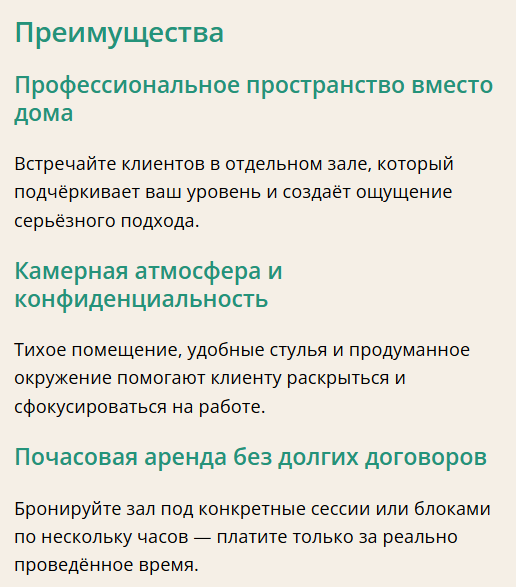 Преимущества
Профессиональное пространство вместо
дома
Встречайте клиентов в отдельном зале, который
подчёркивает ваш уровень и создаёт ощущение
серьёзного подхода.
Камерная атмосфера и
конфиденциальность
Тихое помещение, удобные стулья и продуманное
окружение помогают клиенту раскрыться и
сфокусироваться на работе.
Почасовая аренда без долгих договоров
Бронируйте зал под конкретные сессии или блоками
по нескольку часов — платите только за реально
проведённое время.